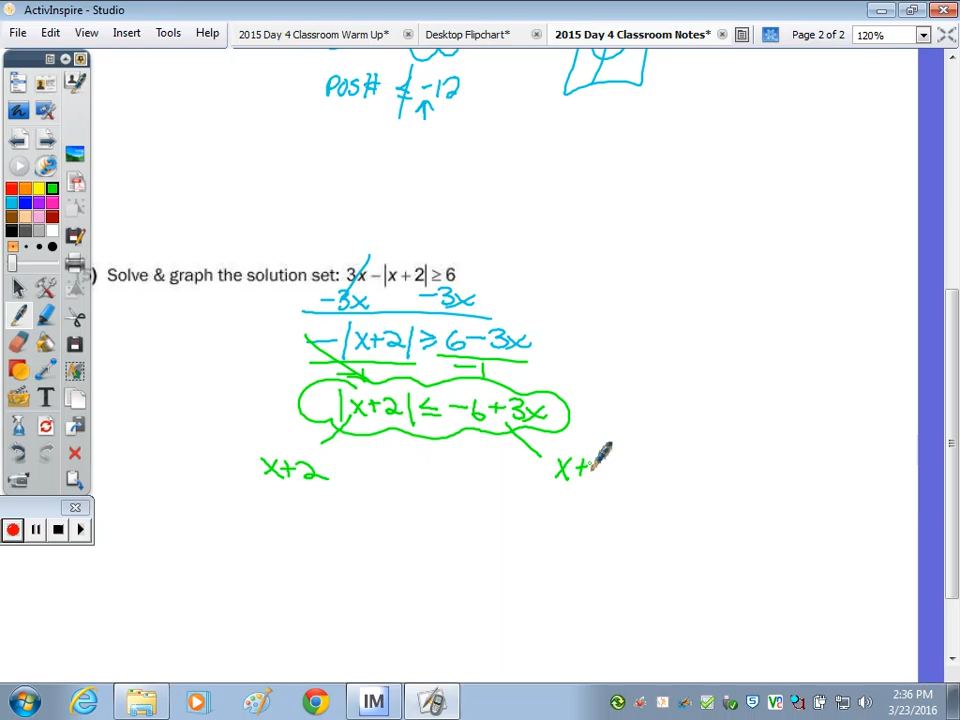 ActivInspire - Studio
File Edit View Insert Tools Help 2015 Day 4 Classroom Warm Up* Desktop Flipchart* 2015 Day 4 Classroom Notes* Page 2 of 2 120%
POS# ≤ -12
) Solve & graph the solution set: 3x – |x + 2| ≥ 6
-3x -3x
-|x+2| ≥ 6-3x
-1 -1
|x+2| ≤ -6+3x
x+2 x+
IM
2:36 PM
3/23/2016